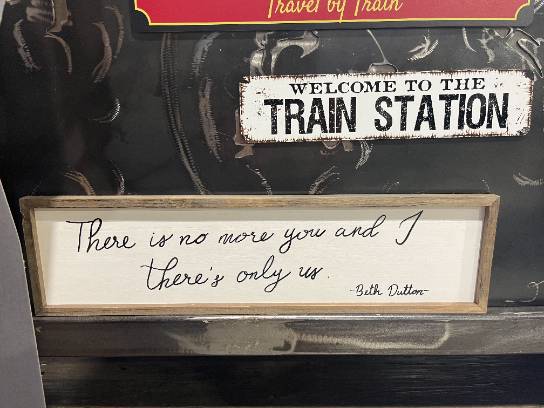 Travel by Train
WELCOME TO THE
TRAIN STATION
There is no more you and I
there's only us.
-Beth Dutton-